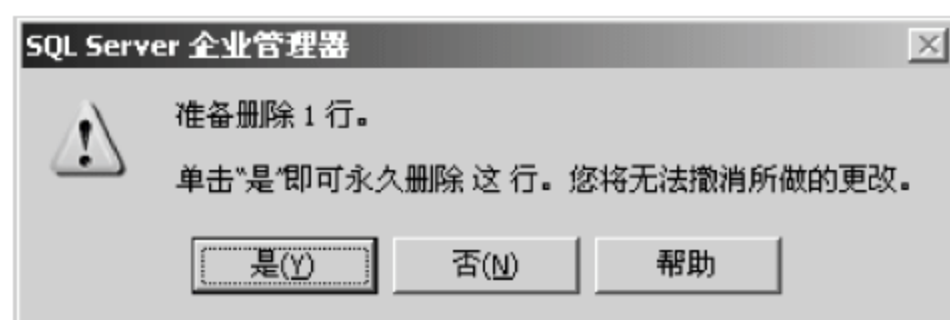 SQL Server 企业管理器
准备删除 1 行。
单击“是”即可永久删除 这 行。您将无法撤消所做的更改。
是(Y) 否(N) 帮助